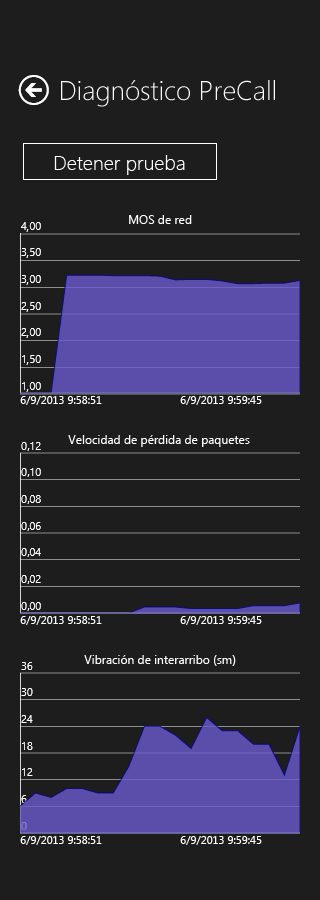 Diagnóstico PreCall
Detener prueba
MOS de red
4,00
3,50
3,00
2,50
2,00
1,50
1,00
6/9/2013 9:58:51 6/9/2013 9:59:45
Velocidad de pérdida de paquetes
0,12
0,10
0,08
0,06
0,04
0,02
0,00
6/9/2013 9:58:51 6/9/2013 9:59:45
Vibración de interarribo (sm)
36
30
24
18
12
6
0
6/9/2013 9:58:51 6/9/2013 9:59:45